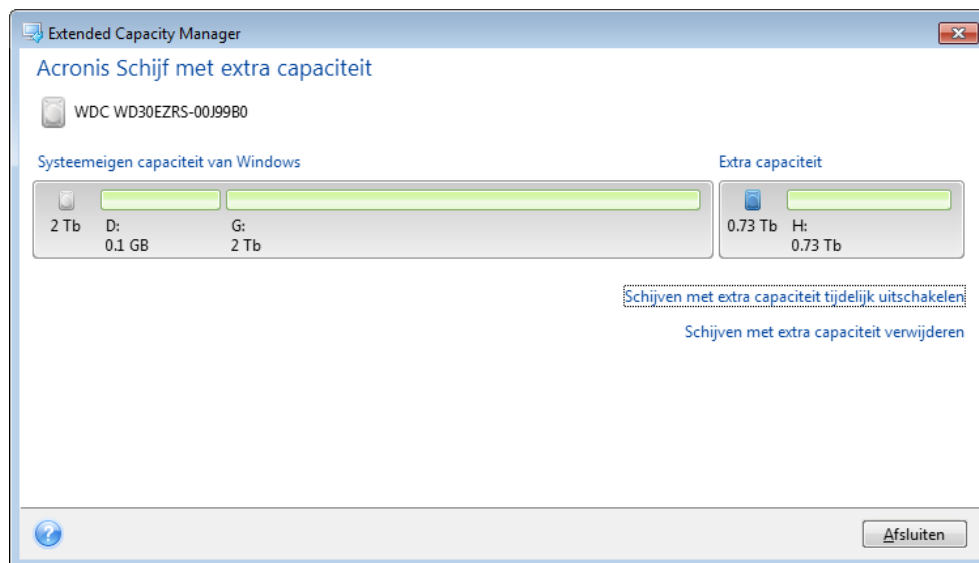 Extended Capacity Manager
Acronis Schijf met extra capaciteit
WDC WD30EZRS-00J99B0
Systeemeigen capaciteit van Windows
Extra capaciteit
2 Tb
D:
0.1 GB
G:
2 Tb
0.73 Tb
H:
0.73 Tb
Schijven met extra capaciteit tijdelijk uitschakelen
Schijven met extra capaciteit verwijderen
?
Afsluiten